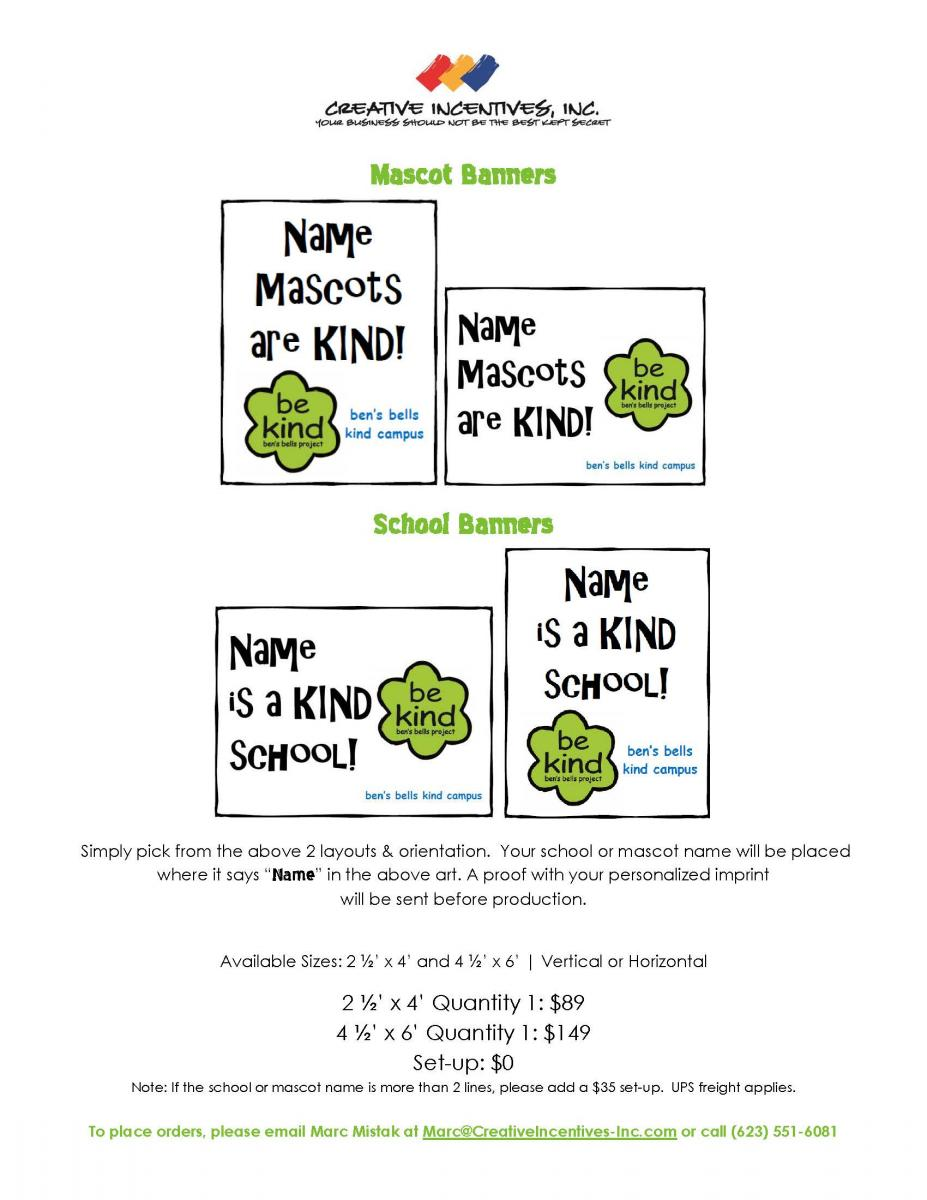 CREATIVE INCENTIVES, INC.
YOUR BUSINESS SHOULD NOT BE THE BEST KEPT SECRET
Mascot Banners
Name
Mascots
are KIND!
be
kind
ben's bells project
ben's bells
kind campus
Name
Mascots
are KIND!
be
kind
ben's bells project
ben's bells kind campus
School Banners
Name
is a KIND
SCHOOL!
be
kind
ben's bells project
ben's bells kind campus
Name
is a KIND
SCHOOL!
be
kind
ben's bells project
ben's bells
kind campus
Simply pick from the above 2 layouts & orientation. Your school or mascot name will be placed
where it says “Name” in the above art. A proof with your personalized imprint
will be sent before production.
Available Sizes: 2 ½’ x 4’ and 4 ½’ x 6’ | Vertical or Horizontal
2 ½’ x 4’ Quantity 1: $89
4 ½’ x 6’ Quantity 1: $149
Set-up: $0
Note: If the school or mascot name is more than 2 lines, please add a $35 set-up. UPS freight applies.
To place orders, please email Marc Mistak at Marc@CreativeIncentives-Inc.com or call (623) 551-6081